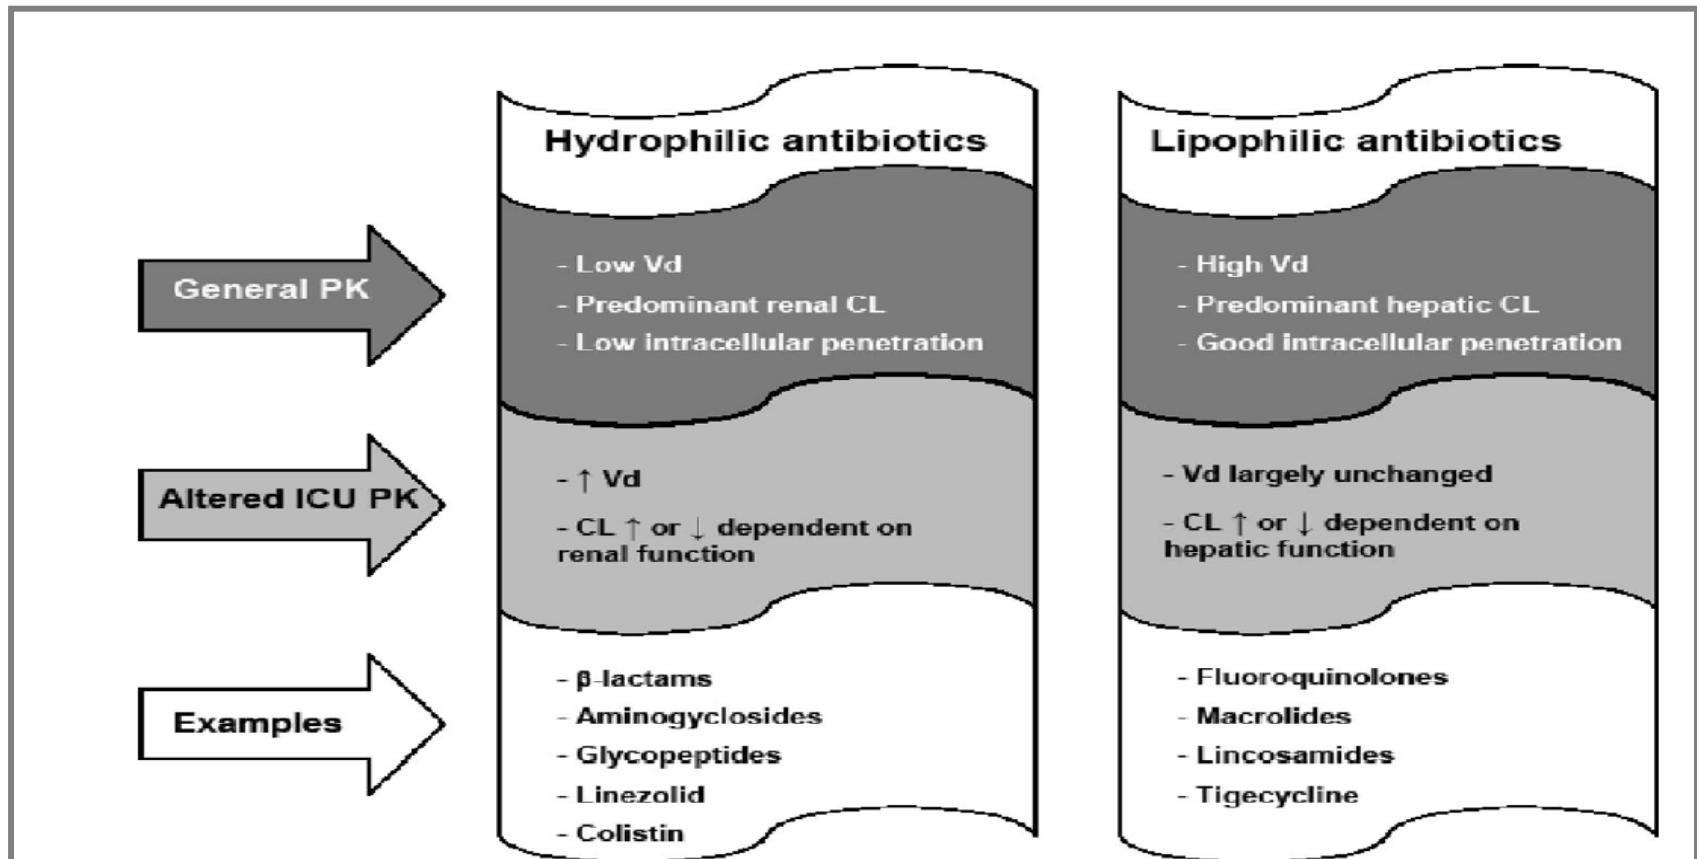 Hydrophilic antibiotics
Lipophilic antibiotics
General PK
- Low Vd
- Predominant renal CL
- Low intracellular penetration
- High Vd
- Predominant hepatic CL
- Good intracellular penetration
Altered ICU PK
- ↑ Vd
- CL ↑ or ↓ dependent on
renal function
- Vd largely unchanged
- CL ↑ or ↓ dependent on
hepatic function
Examples
- β-lactams
- Aminogyclosides
- Glycopeptides
- Linezolid
- Colistin
- Fluoroquinolones
- Macrolides
- Lincosamides
- Tigecycline